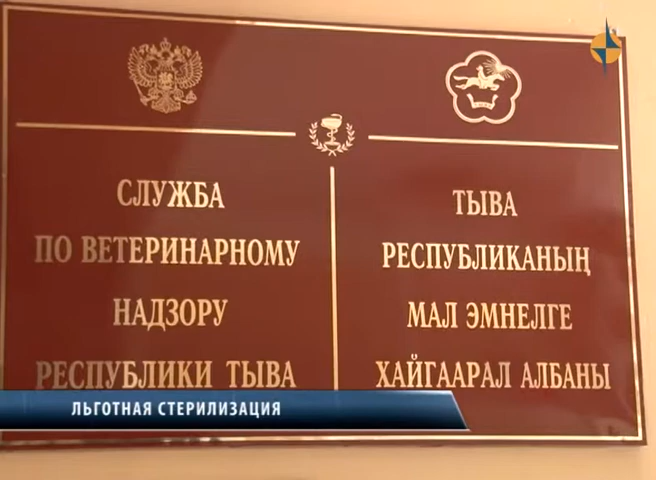 СЛУЖБА
ПО ВЕТЕРИНАРНОМУ
НАДЗОРУ
РЕСПУБЛИКИ ТЫВА
ТЫВА
РЕСПУБЛИКАНЫҢ
МАЛ ЭМНЕЛГЕ
ХАЙГААРАЛ АЛБАНЫ
ЛЬГОТНАЯ СТЕРИЛИЗАЦИЯ